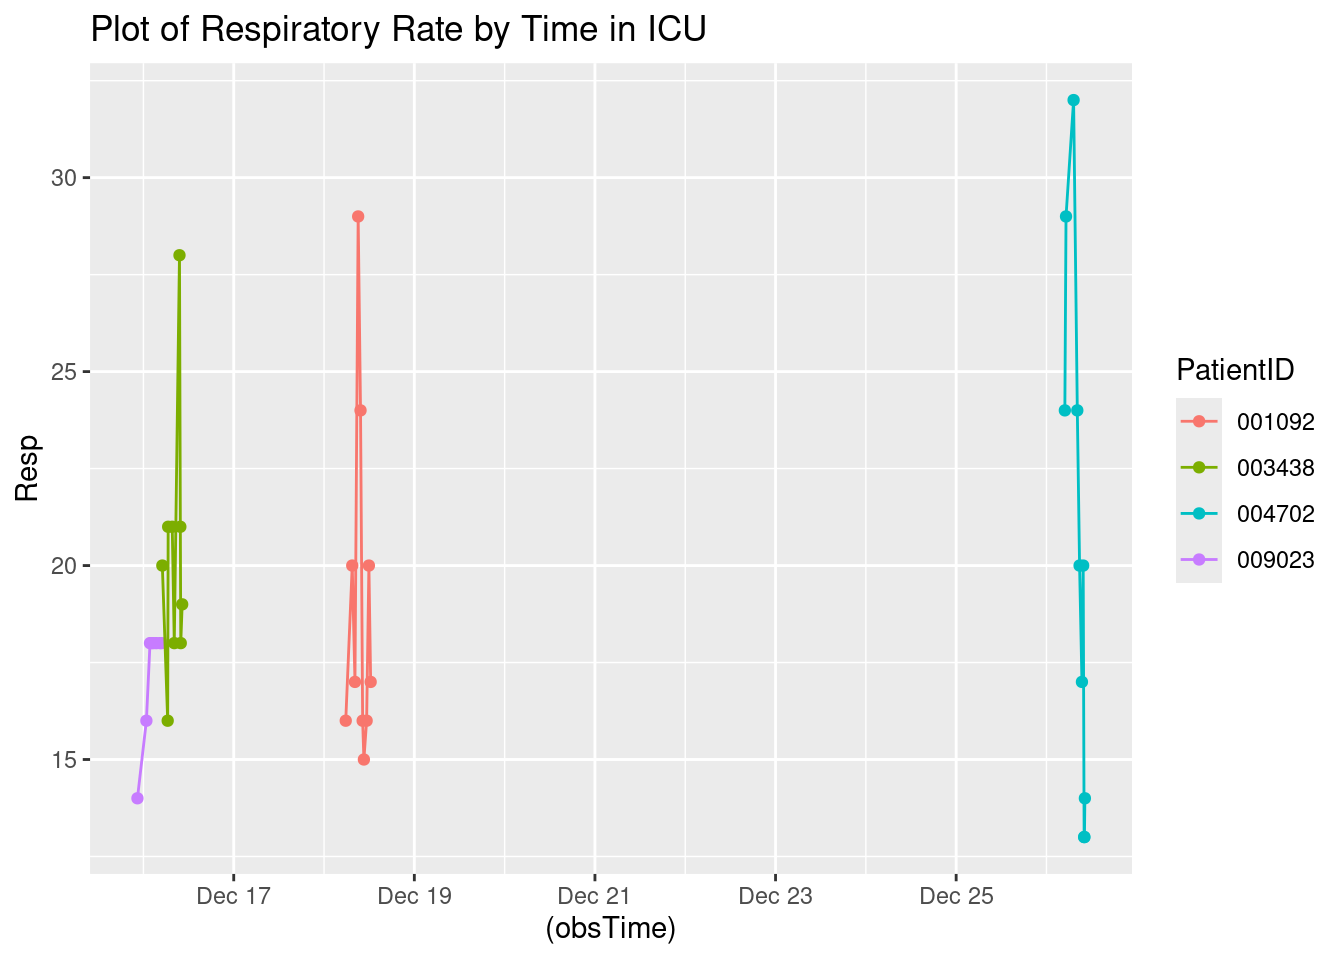 Plot of Respiratory Rate by Time in ICU
Resp
30
25
20
15
Dec 17
Dec 19
Dec 21
Dec 23
Dec 25
(obsTime)
PatientID
001092
003438
004702
009023